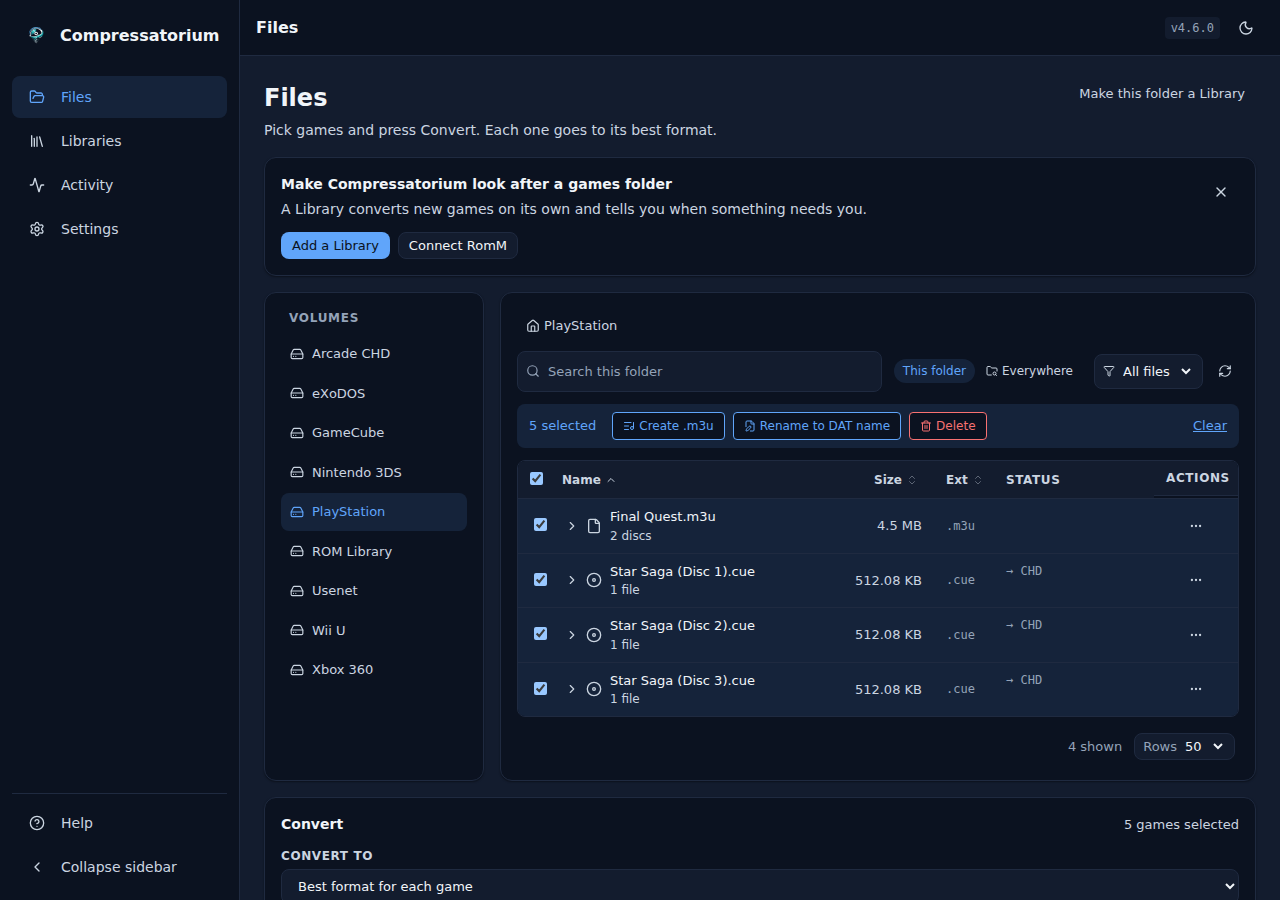 Compressatorium
Files
Libraries
Activity
Settings
Help
Collapse sidebar
Files
v4.6.0
Files
Make this folder a Library
Pick games and press Convert. Each one goes to its best format.
Make Compressatorium look after a games folder
A Library converts new games on its own and tells you when something needs you.
Add a Library
Connect RomM
VOLUMES
Arcade CHD
eXoDOS
GameCube
Nintendo 3DS
PlayStation
ROM Library
Usenet
Wii U
Xbox 360
PlayStation
Search this folder
This folder
Everywhere
All files
5 selected
Create .m3u
Rename to DAT name
Delete
Clear
Name Size Ext STATUS ACTIONS
Final Quest.m3u
2 discs
4.5 MB .m3u
Star Saga (Disc 1).cue
1 file
512.08 KB .cue → CHD
Star Saga (Disc 2).cue
1 file
512.08 KB .cue → CHD
Star Saga (Disc 3).cue
1 file
512.08 KB .cue → CHD
4 shown
Rows 50
Convert
5 games selected
CONVERT TO
Best format for each game